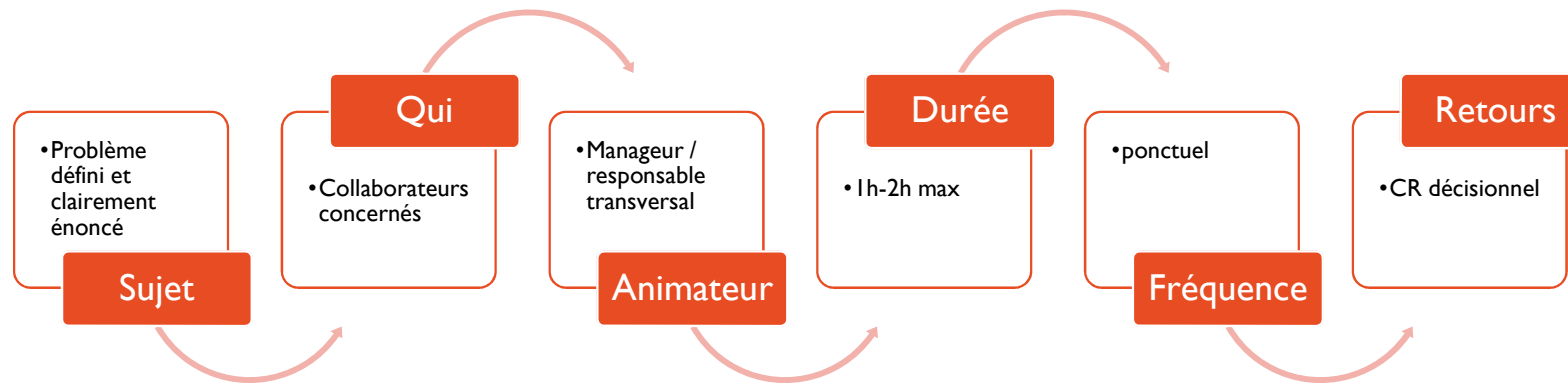 •Problème
défini et
clairement
énoncé
Sujet
Qui
•Collaborateurs
concernés
•Manageur /
responsable
transversal
Animateur
Durée
•1h-2h max
•ponctuel
Fréquence
Retours
•CR décisionnel